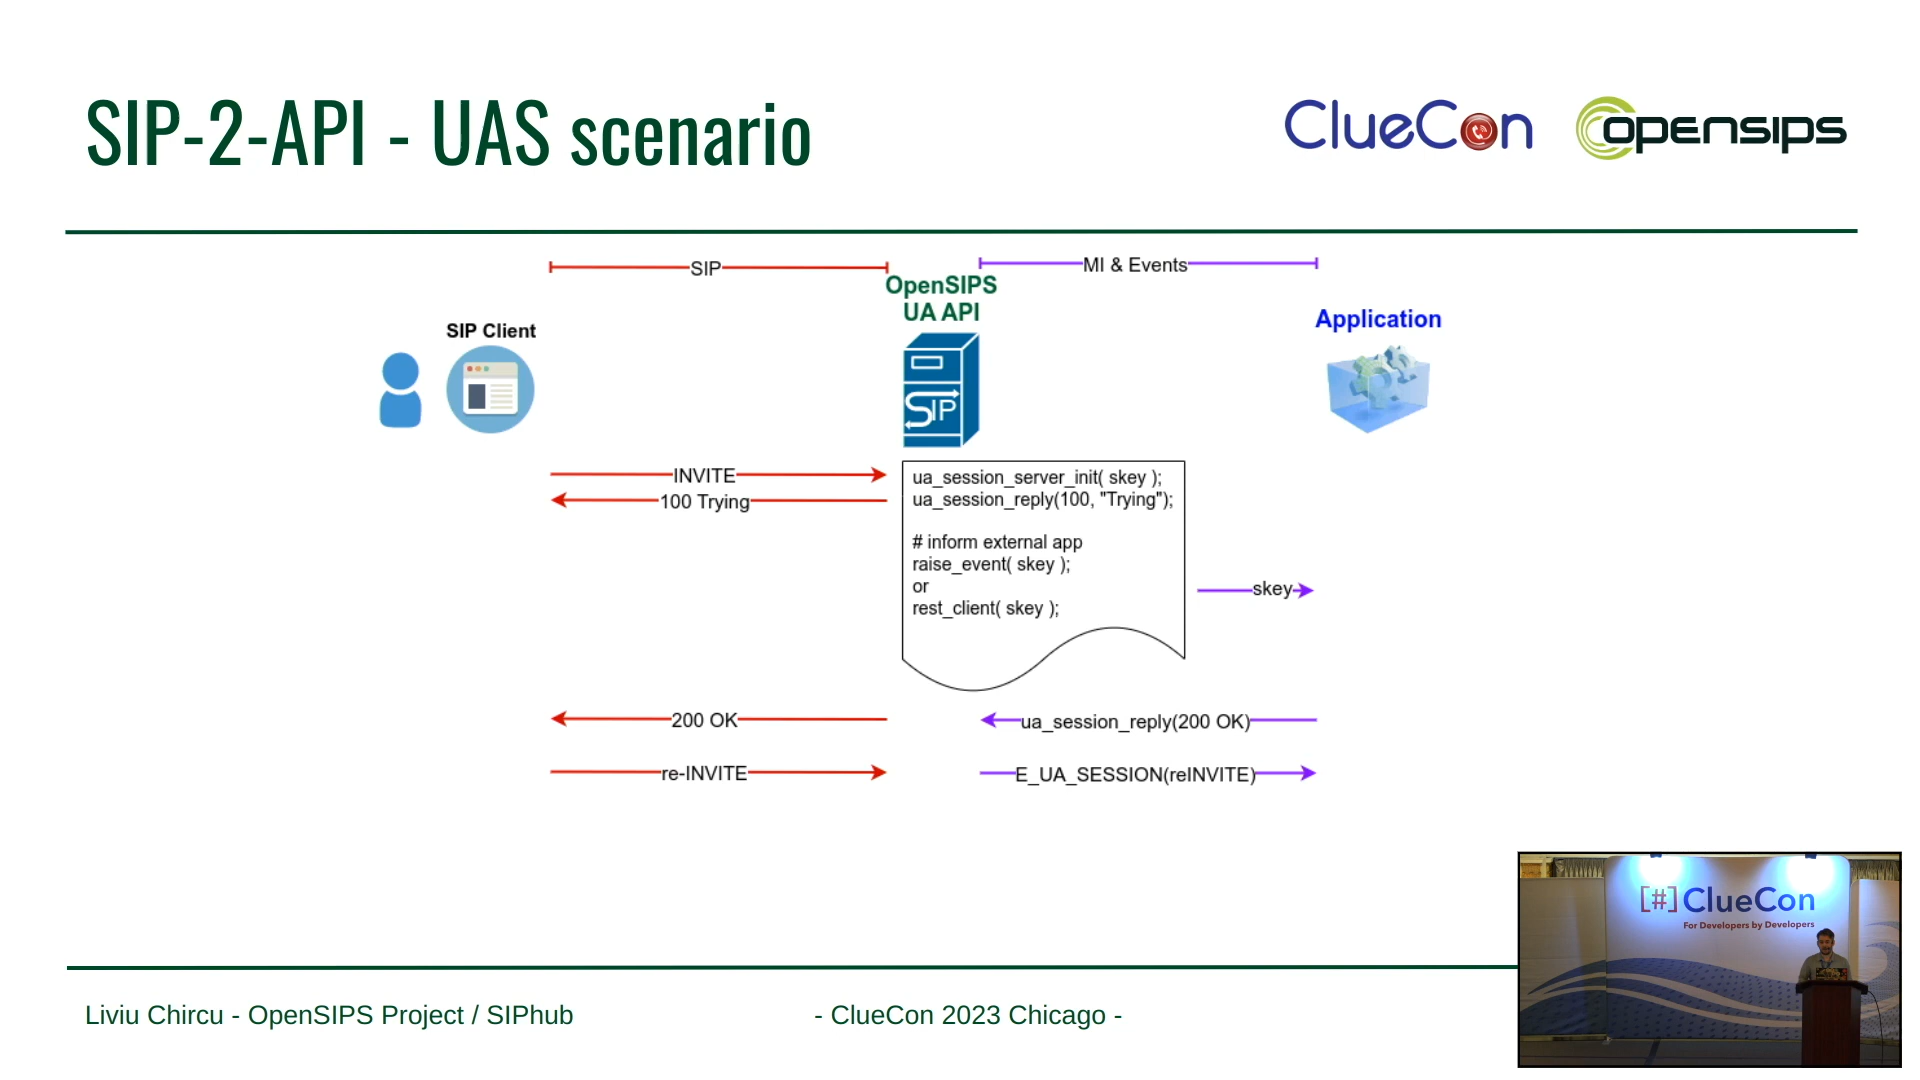 SIP-2-API - UAS scenario
ClueCon
opensips
SIP
MI & Events
OpenSIPS
UA API
SIP Client
Application
SIP
INVITE
100 Trying
ua_session_server_init( skey );
ua_session_reply(100, "Trying");
# inform external app
raise_event( skey );
or
rest_client( skey );
skey
200 OK
ua_session_reply(200 OK)
re-INVITE
E_UA_SESSION(reINVITE)
[#] ClueCon
For Developers by Developers
Liviu Chircu - OpenSIPS Project / SIPhub
- ClueCon 2023 Chicago -